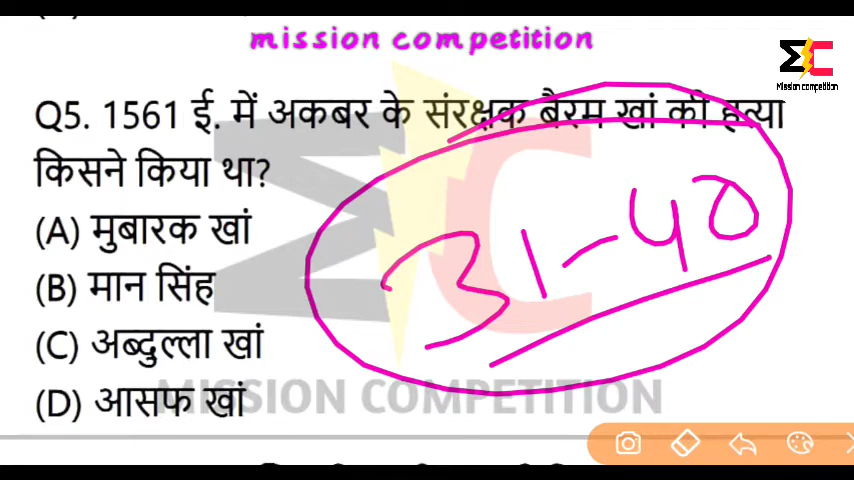 mission competition
Mission competition
Q5. 1561 ई. में अकबर के संरक्षक बैरम खां की हत्या
किसने किया था?
(A) मुबारक खां
(B) मान सिंह
(C) अब्दुल्ला खां
(D) आसफ खां
31-40
MISSION COMPETITION